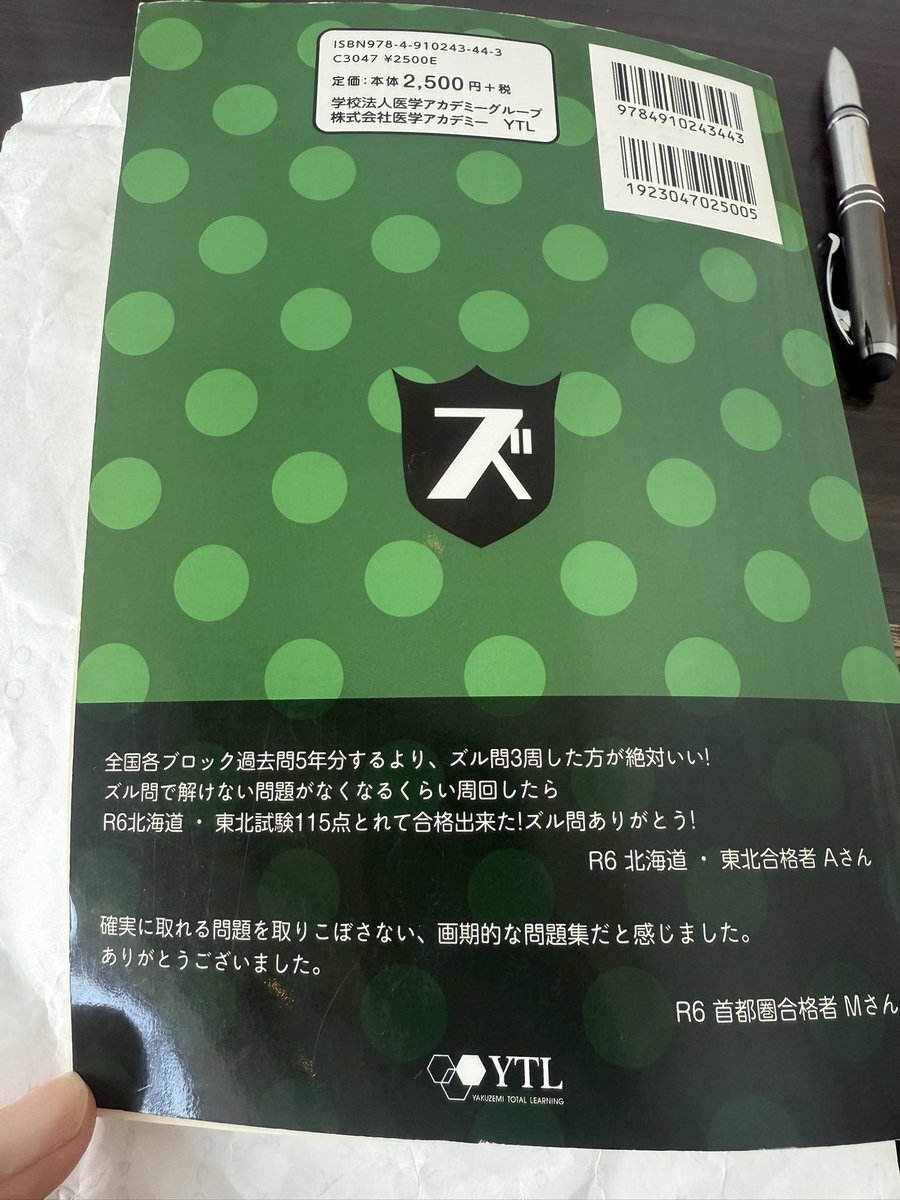 ISBN978-4-910243-44-3
C3047 ¥2500E
定価:本体2,500円+税
学校法人医学アカデミーグループ
株式会社医学アカデミー YTL
9784910243443
1923047025005
ズ
全国各ブロック過去問5年分するより、ズル問3周した方が絶対いい!
ズル問で解けない問題がなくなるくらい周回したら
R6北海道・東北試験115点とれて合格出来た!ズル問ありがとう!
R6 北海道・東北合格者 Aさん
確実に取れる問題を取りこぼさない、画期的な問題集だと感じました。
ありがとうございました。
R6 首都圏合格者 Mさん
YTL
YAKUZEMI TOTAL LEARNING